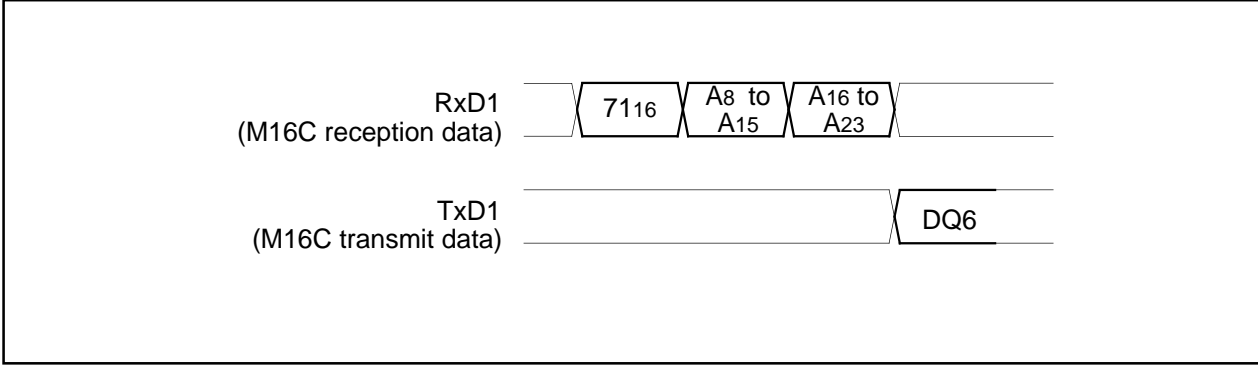 RxD1
(M16C reception data)
7116
A8 to
A15
A16 to
A23
TxD1
(M16C transmit data)
DQ6